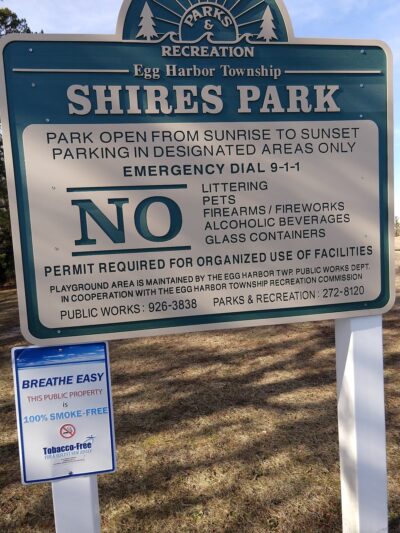 PARKS
&
RECREATION
Egg Harbor Township
SHIRES PARK
PARK OPEN FROM SUNRISE TO SUNSET
PARKING IN DESIGNATED AREAS ONLY
EMERGENCY DIAL 9-1-1
NO
LITTERING
PETS
FIREARMS / FIREWORKS
ALCOHOLIC BEVERAGES
GLASS CONTAINERS
PERMIT REQUIRED FOR ORGANIZED USE OF FACILITIES
PLAYGROUND AREA IS MAINTAINED BY THE EGG HARBOR TWP. PUBLIC WORKS DEPT.
IN COOPERATION WITH THE EGG HARBOR TOWNSHIP RECREATION COMMISSION
PUBLIC WORKS : 926-3838 PARKS & RECREATION : 272-8120
BREATHE EASY
THIS PUBLIC PROPERTY
is
100% SMOKE-FREE
Tobacco-Free
FOR A HEALTHY NEW JERSEY